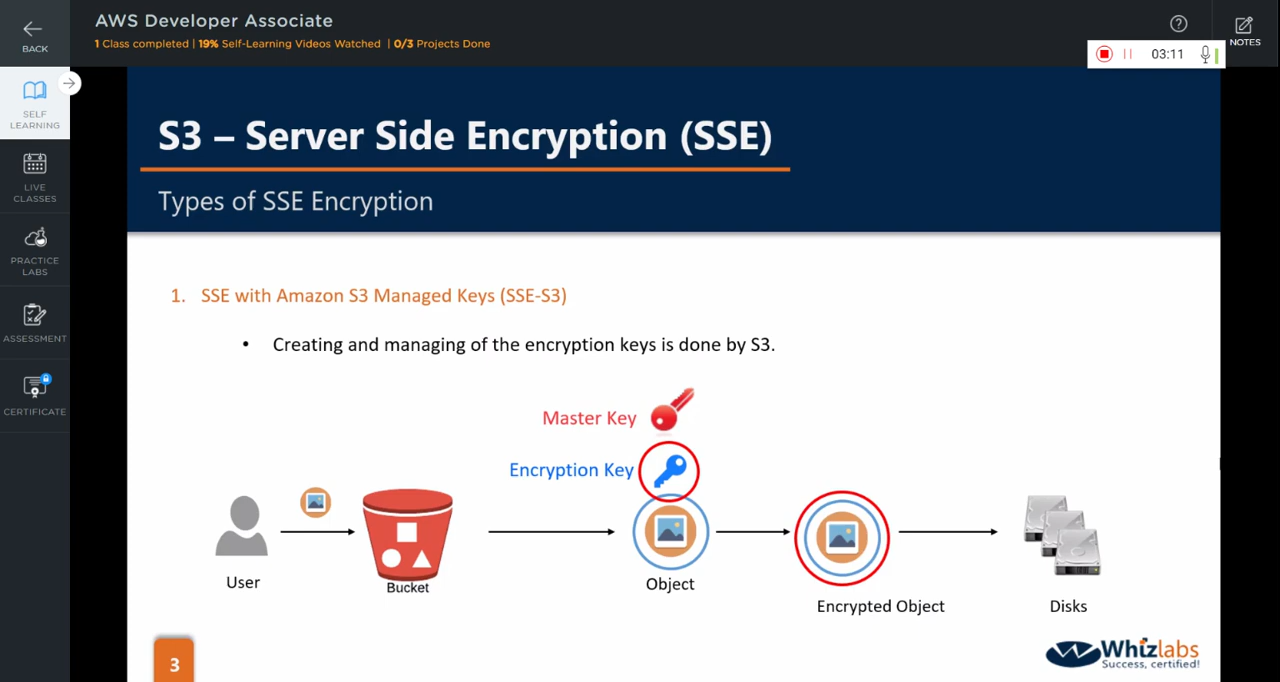 BACK
AWS Developer Associate
1 Class completed | 19% Self-Learning Videos Watched | 0/3 Projects Done
NOTES
03:11
SELF
LEARNING
LIVE
CLASSES
PRACTICE
LABS
ASSESSMENT
CERTIFICATE
S3 – Server Side Encryption (SSE)
Types of SSE Encryption
1. SSE with Amazon S3 Managed Keys (SSE-S3)
• Creating and managing of the encryption keys is done by S3.
Master Key
Encryption Key
User
Bucket
Object
Encrypted Object
Disks
3
Whizlabs
Success, certified!